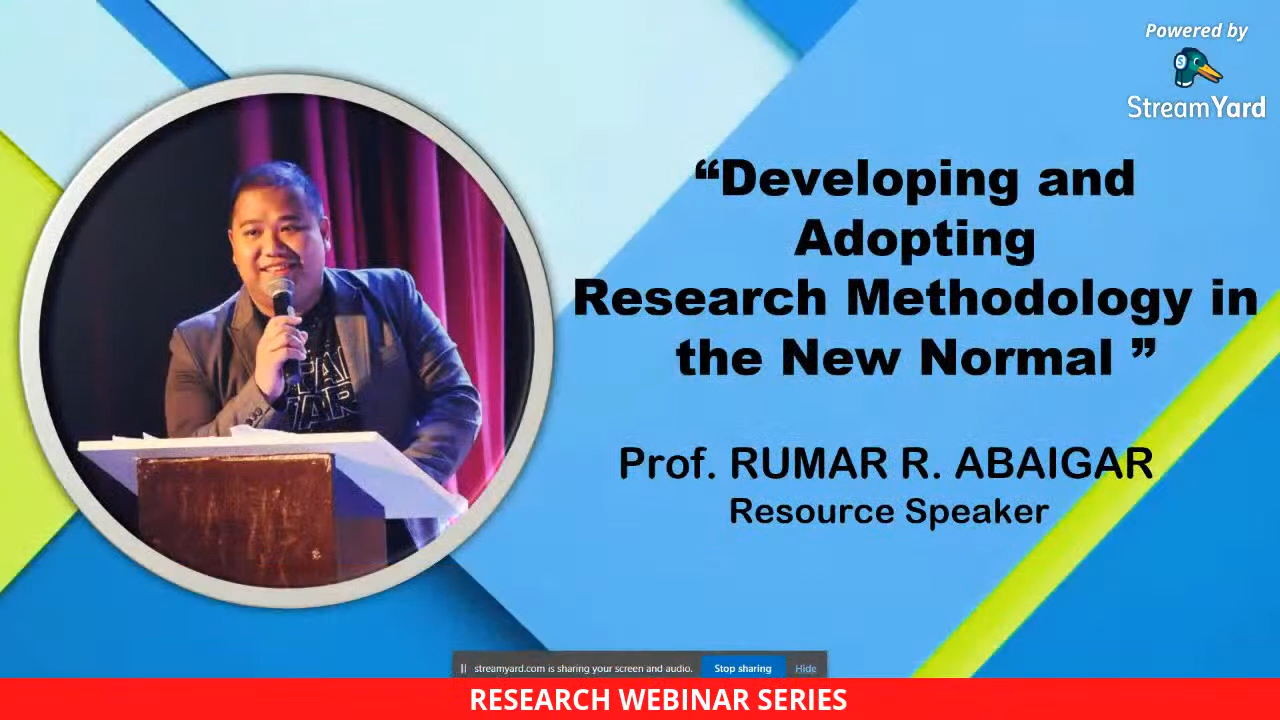 Powered by
StreamYard
“Developing and
Adopting
Research Methodology in
the New Normal ”
Prof. RUMAR R. ABAIGAR
Resource Speaker
streamyard.com is sharing your screen and audio. Stop sharing Hide
RESEARCH WEBINAR SERIES